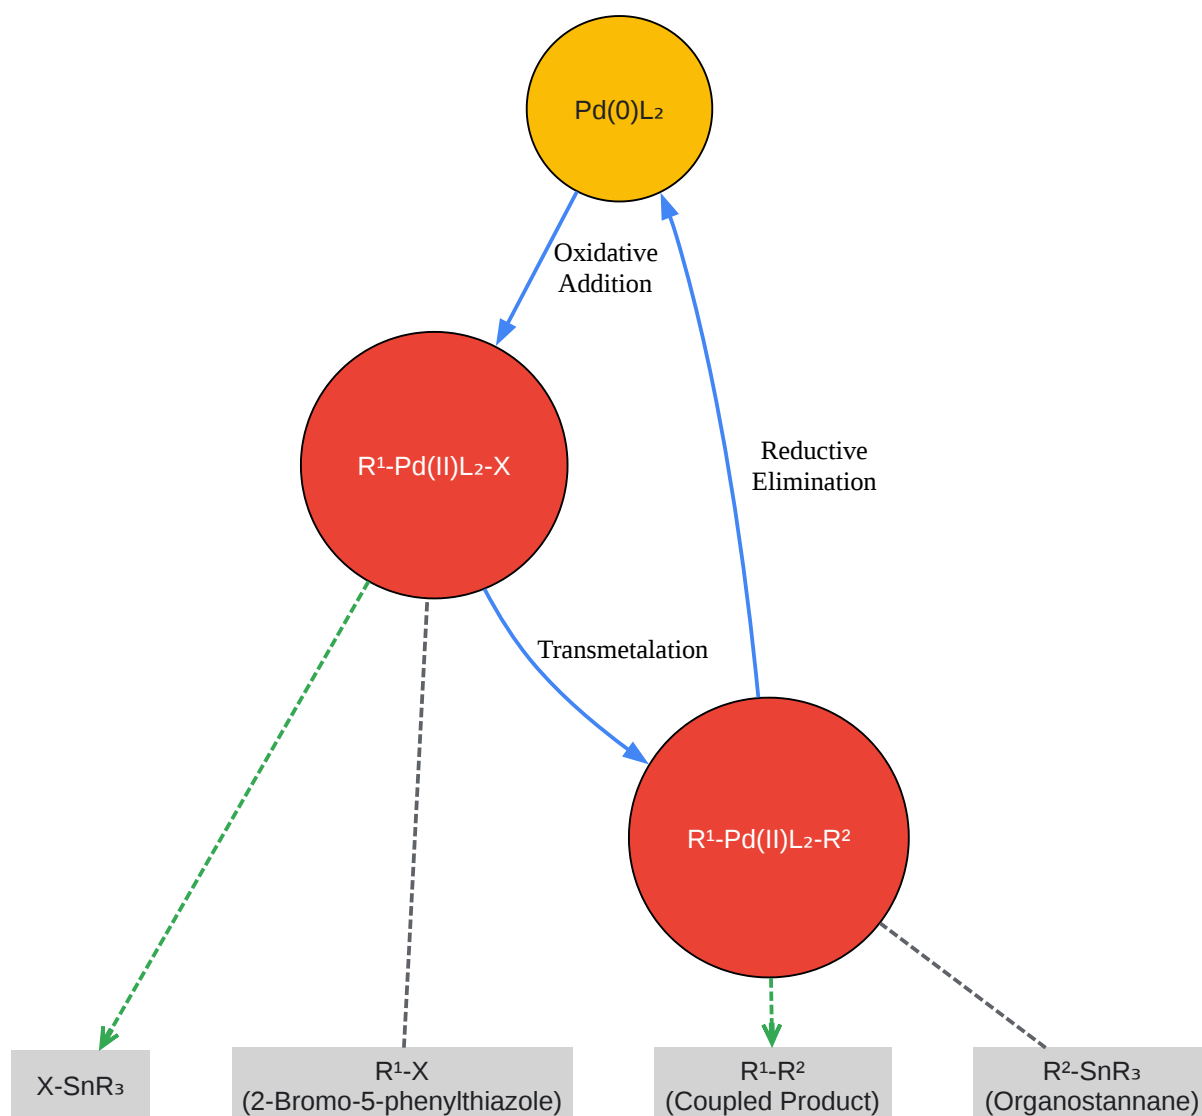 Pd(0)L₂
Oxidative
Addition
R¹-Pd(II)L₂-X
Reductive
Elimination
Transmetalation
R¹-Pd(II)L₂-R²
X-SnR₃
R¹-X
(2-Bromo-5-phenylthiazole)
R¹-R²
(Coupled Product)
R²-SnR₃
(Organostannane)